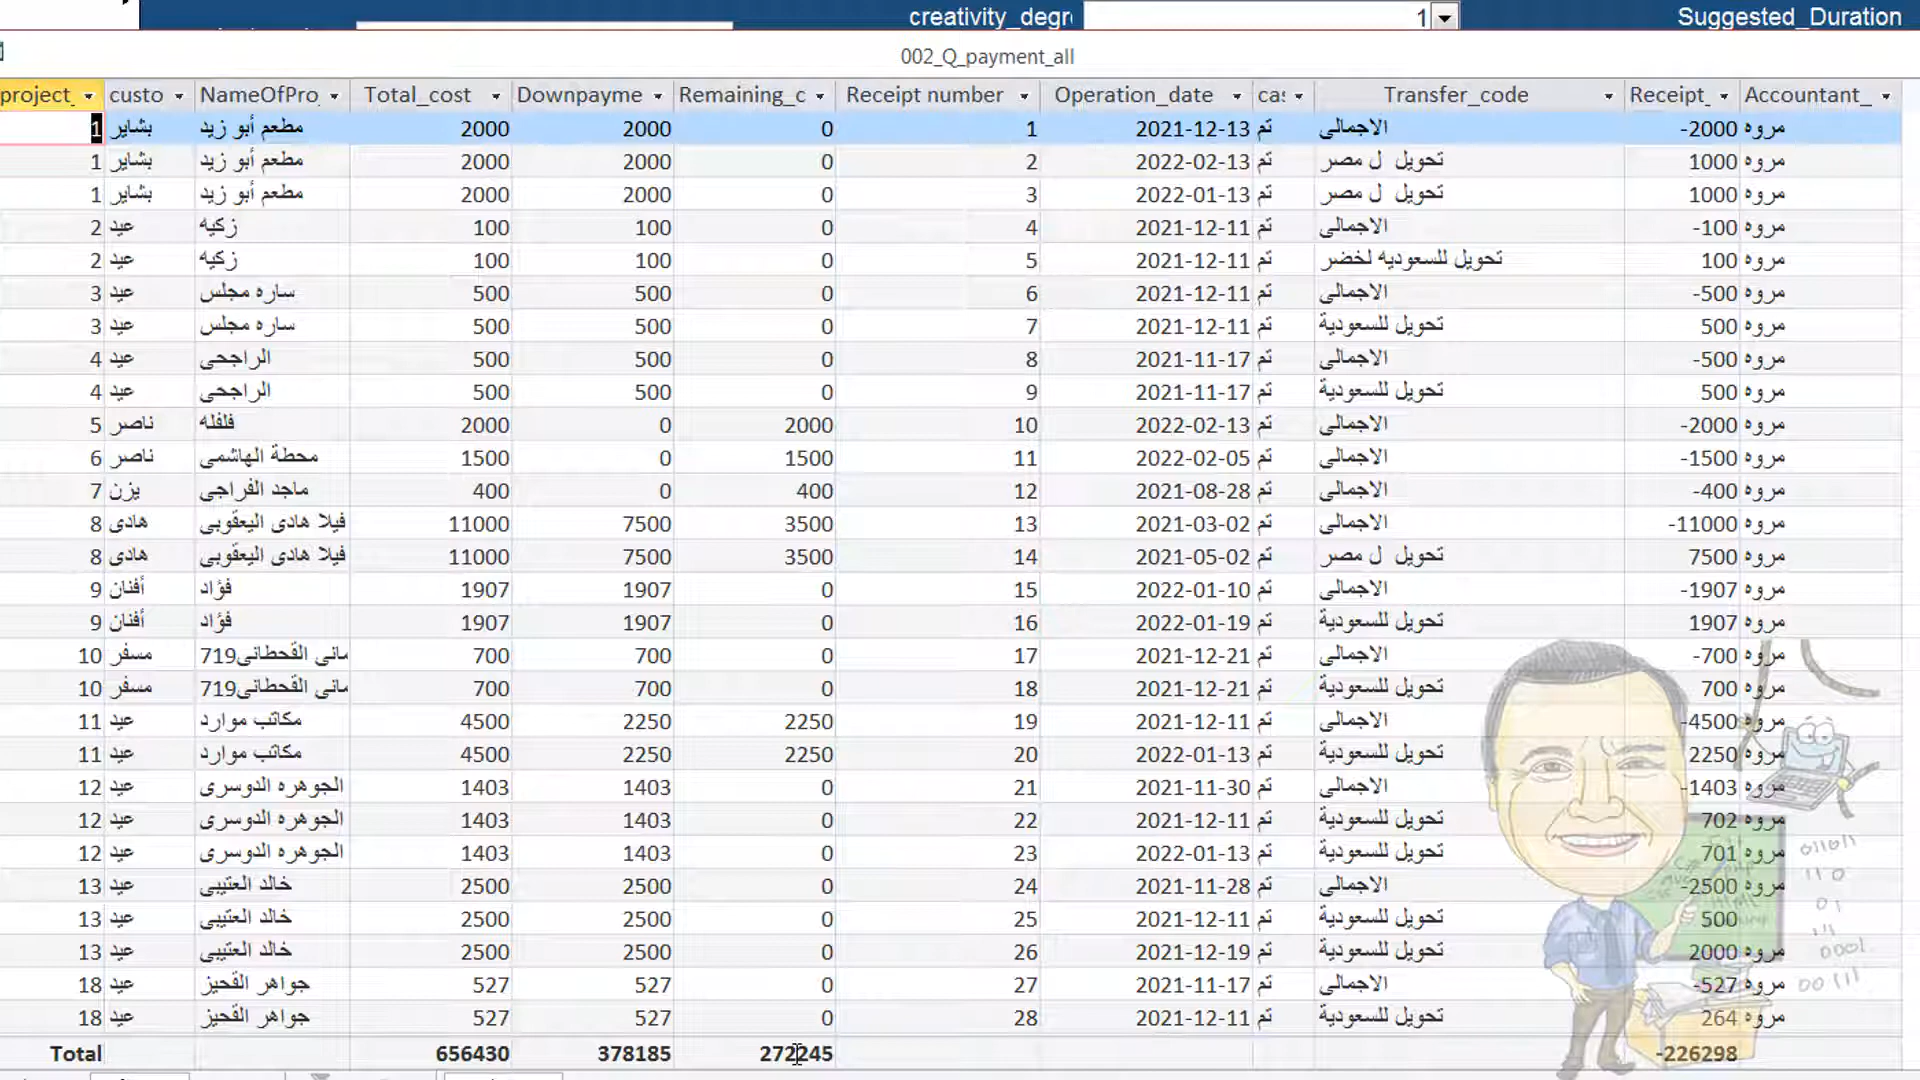 creativity_degr 1 Suggested_Duration
002_Q_payment_all
project_ custo NameOfPro Total_cost Downpayme Remaining_c Receipt number Operation_date cas Transfer_code Receipt_ Accountant_
1 بشاير مطعم أبو زيد 2000 2000 0 1 2021-12-13 تم الاجمالى -2000 مروه
1 بشاير مطعم أبو زيد 2000 2000 0 2 2022-02-13 تم تحويل ل مصر 1000 مروه
1 بشاير مطعم أبو زيد 2000 2000 0 3 2022-01-13 تم تحويل ل مصر 1000 مروه
2 عيد زكيه 100 100 0 4 2021-12-11 تم الاجمالى -100 مروه
2 عيد زكيه 100 100 0 5 2021-12-11 تم تحويل للسعوديه لخضر 100 مروه
3 عيد ساره مجلس 500 500 0 6 2021-12-11 تم الاجمالى -500 مروه
3 عيد ساره مجلس 500 500 0 7 2021-12-11 تم تحويل للسعودية 500 مروه
4 عيد الراجحى 500 500 0 8 2021-11-17 تم الاجمالى -500 مروه
4 عيد الراجحى 500 500 0 9 2021-11-17 تم تحويل للسعودية 500 مروه
5 ناصر فلفله 2000 0 2000 10 2022-02-13 تم الاجمالى -2000 مروه
6 ناصر محطة الهاشمى 1500 0 1500 11 2022-02-05 تم الاجمالى -1500 مروه
7 يزن ماجد الفراجى 400 0 400 12 2021-08-28 تم الاجمالى -400 مروه
8 هادى فيلا هادى اليعقوبى 11000 7500 3500 13 2021-03-02 تم الاجمالى -11000 مروه
8 هادى فيلا هادى اليعقوبى 11000 7500 3500 14 2021-05-02 تم تحويل ل مصر 7500 مروه
9 أفنان فؤاد 1907 1907 0 15 2022-01-10 تم الاجمالى -1907 مروه
9 أفنان فؤاد 1907 1907 0 16 2022-01-19 تم تحويل للسعودية 1907 مروه
10 مسفر مانى القحطانى719 700 700 0 17 2021-12-21 تم الاجمالى -700 مروه
10 مسفر مانى القحطانى719 700 700 0 18 2021-12-21 تم تحويل للسعودية 700 مروه
11 عيد مكاتب موارد 4500 2250 2250 19 2021-12-11 تم الاجمالى -4500 مروه
11 عيد مكاتب موارد 4500 2250 2250 20 2022-01-13 تم تحويل للسعودية 2250 مروه
12 عيد الجوهره الدوسرى 1403 1403 0 21 2021-11-30 تم الاجمالى -1403 مروه
12 عيد الجوهره الدوسرى 1403 1403 0 22 2021-12-11 تم تحويل للسعودية 702 مروه
12 عيد الجوهره الدوسرى 1403 1403 0 23 2022-01-13 تم تحويل للسعودية 701 مروه
13 عيد خالد العتيبى 2500 2500 0 24 2021-11-28 تم الاجمالى -2500 مروه
13 عيد خالد العتيبى 2500 2500 0 25 2021-12-11 تم تحويل للسعودية 500 مروه
13 عيد خالد العتيبى 2500 2500 0 26 2021-12-19 تم تحويل للسعودية 2000 مروه
18 عيد جواهر القحيز 527 527 0 27 2021-11-17 تم الاجمالى -527 مروه
18 عيد جواهر القحيز 527 527 0 28 2021-12-11 تم تحويل للسعودية 264 مروه
Total 656430 378185 272245 -226298